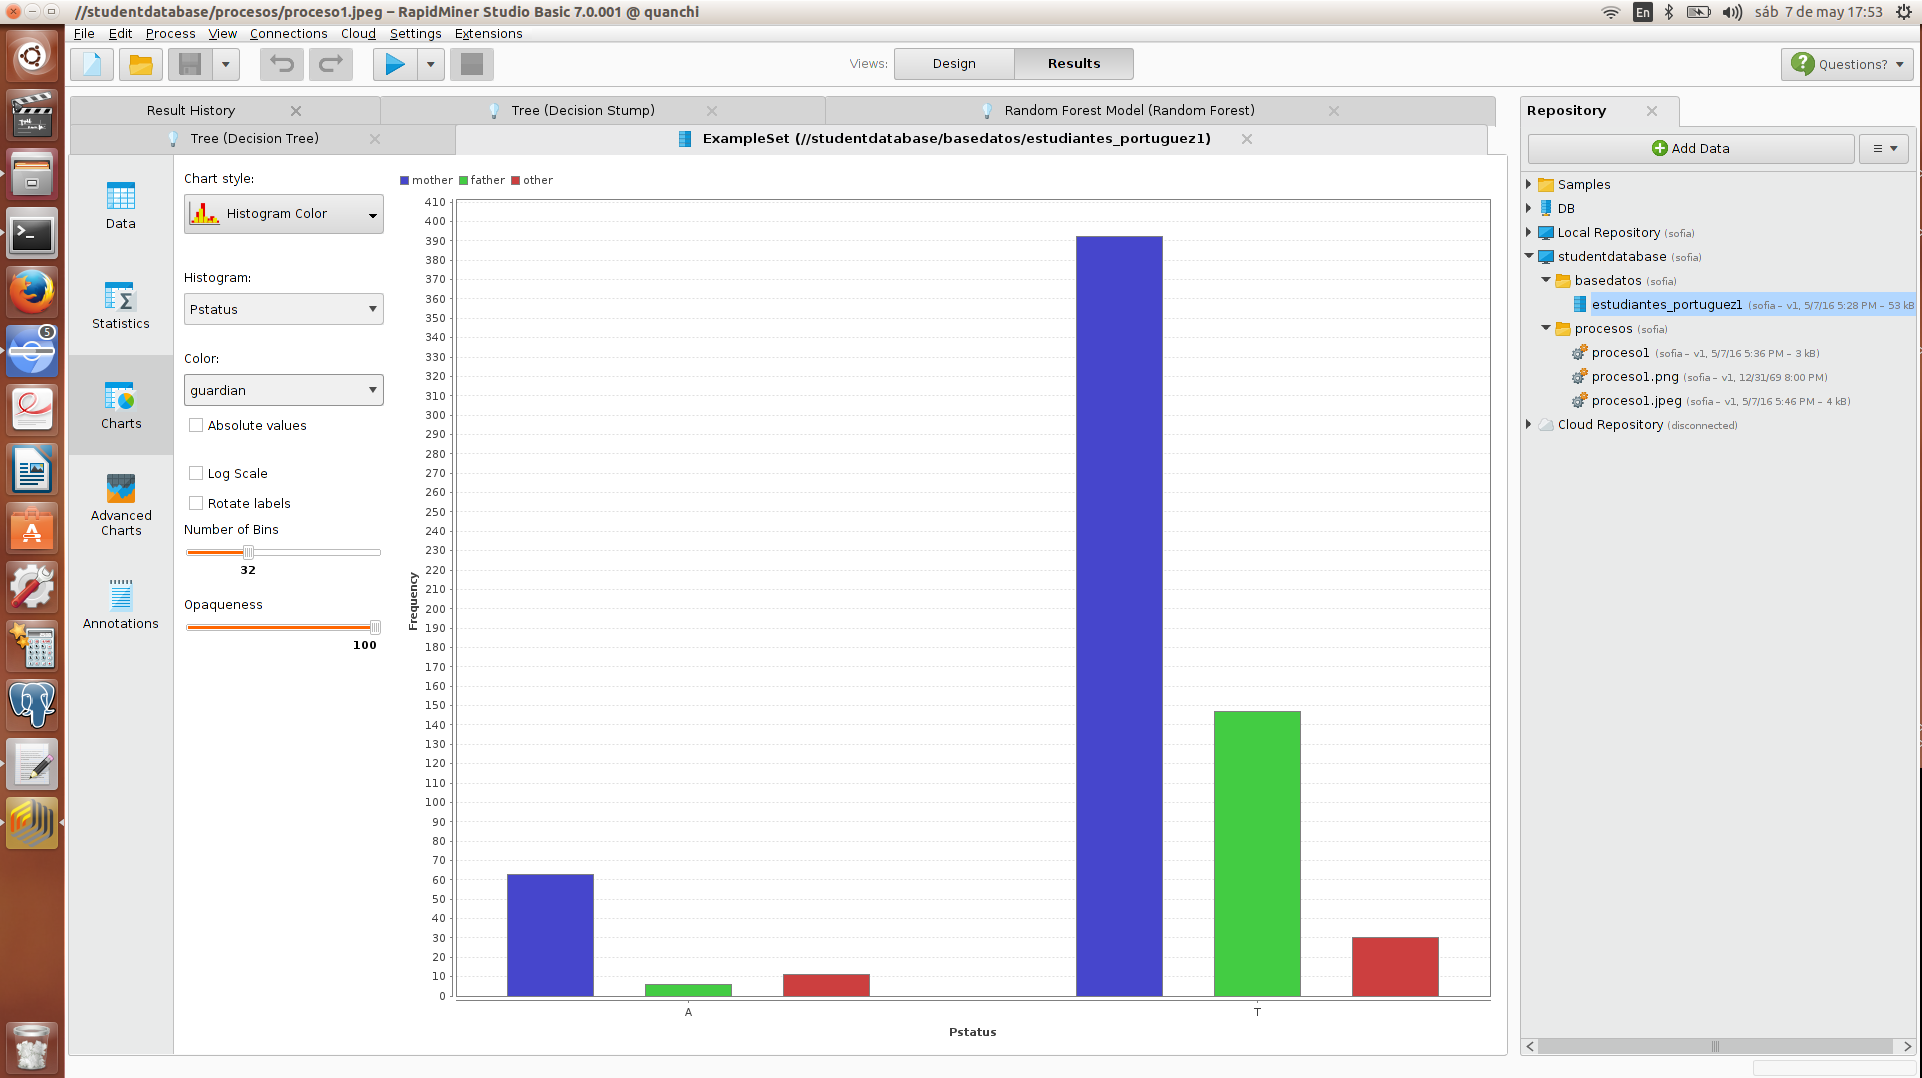 //studentdatabase/procesos/proceso1.jpeg – RapidMiner Studio Basic 7.0.001 @ quanchi
En
sáb 7 de may 17:53
File Edit Process View Connections Cloud Settings Extensions
Views: Design Results
Questions?
Result History
Tree (Decision Stump)
Random Forest Model (Random Forest)
Tree (Decision Tree)
ExampleSet (//studentdatabase/basedatos/estudiantes_portuguez1)
Data
Statistics
Charts
Advanced
Charts
Annotations
Chart style:
Histogram Color
Histogram:
Pstatus
Color:
guardian
Absolute values
Log Scale
Rotate labels
Number of Bins
32
Opaqueness
100
mother father other
410
400
390
380
370
360
350
340
330
320
310
300
290
280
270
260
250
240
230
220
210
200
190
180
170
160
150
140
130
120
110
100
90
80
70
60
50
40
30
20
10
0
Frequency
A
T
Pstatus
Repository
Add Data
Samples
DB
Local Repository (sofia)
studentdatabase (sofia)
basedatos (sofia)
estudiantes_portuguez1 (sofia – v1, 5/7/16 5:28 PM – 53 kB
procesos (sofia)
proceso1 (sofia – v1, 5/7/16 5:36 PM – 3 kB)
proceso1.png (sofia – v1, 12/31/69 8:00 PM)
proceso1.jpeg (sofia – v1, 5/7/16 5:46 PM – 4 kB)
Cloud Repository (disconnected)
5